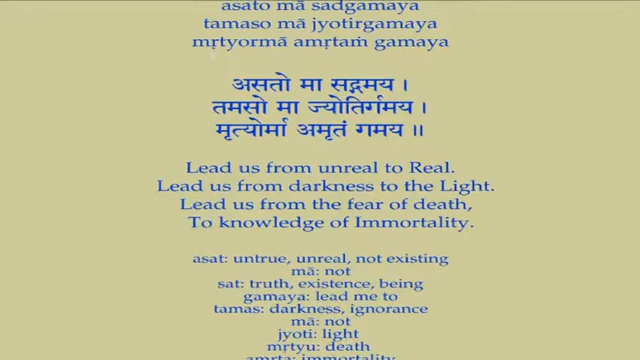 asato mā sadgamaya
tamaso mā jyotirgamaya
mṛtyormā amṛtaṁ gamaya
असतो मा सद्गमय ।
तमसो मा ज्योतिर्गमय ।
मृत्योर्मा अमृतं गमय ॥
Lead us from unreal to Real.
Lead us from darkness to the Light.
Lead us from the fear of death,
To knowledge of Immortality.
asat: untrue, unreal, not existing
mā: not
sat: truth, existence, being
gamaya: lead me to
tamas: darkness, ignorance
mā: not
jyoti: light
mṛtyu: death
amṛta: immortality